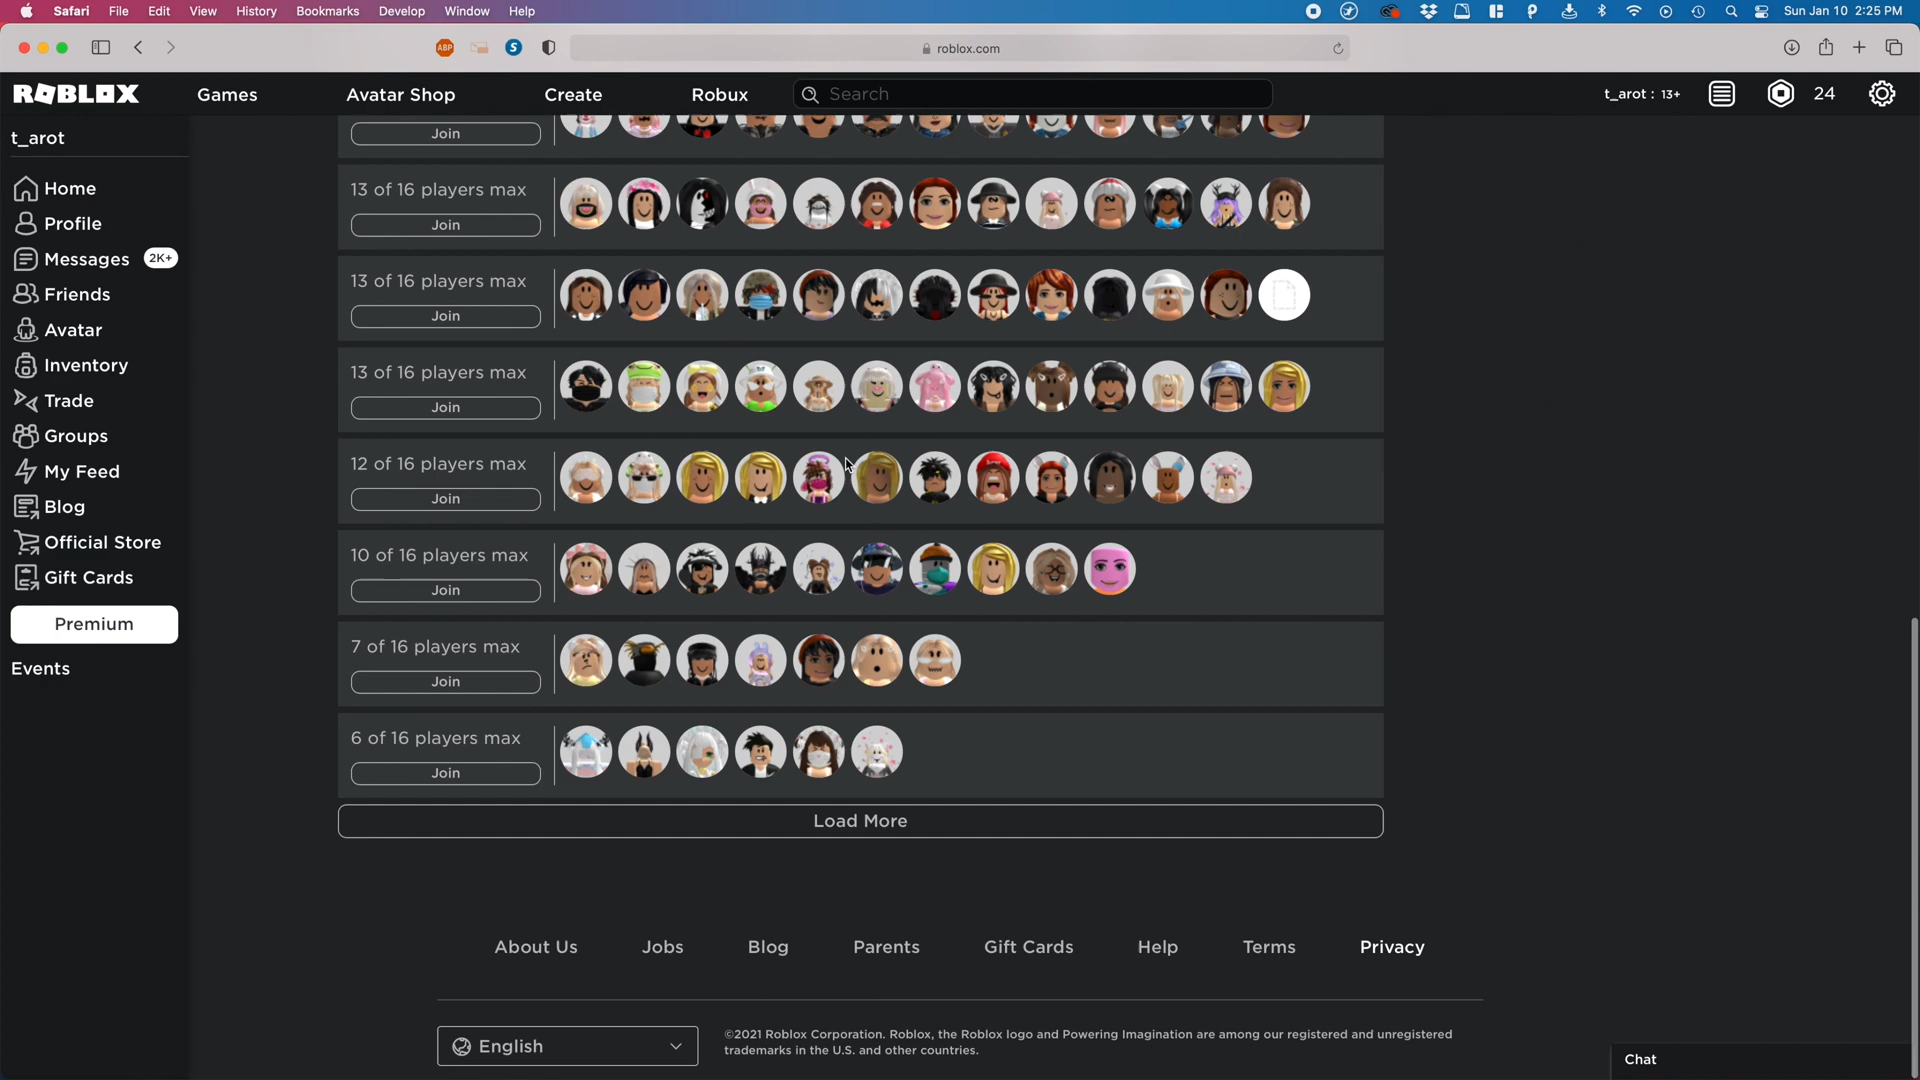 Safari File Edit View History Bookmarks Develop Window Help Sun Jan 10 2:25 PM
ABP S roblox.com
ROBLOX Games Avatar Shop Create Robux Search t_arot : 13+ 24
t_arot
Home
Profile
Messages 2K+
Friends
Avatar
Inventory
Trade
Groups
My Feed
Blog
Official Store
Gift Cards
Premium
Events
Join
13 of 16 players max
Join
13 of 16 players max
Join
13 of 16 players max
Join
12 of 16 players max
Join
10 of 16 players max
Join
7 of 16 players max
Join
6 of 16 players max
Join
Load More
About Us Jobs Blog Parents Gift Cards Help Terms Privacy
English
©2021 Roblox Corporation. Roblox, the Roblox logo and Powering Imagination are among our registered and unregistered
trademarks in the U.S. and other countries.
Chat